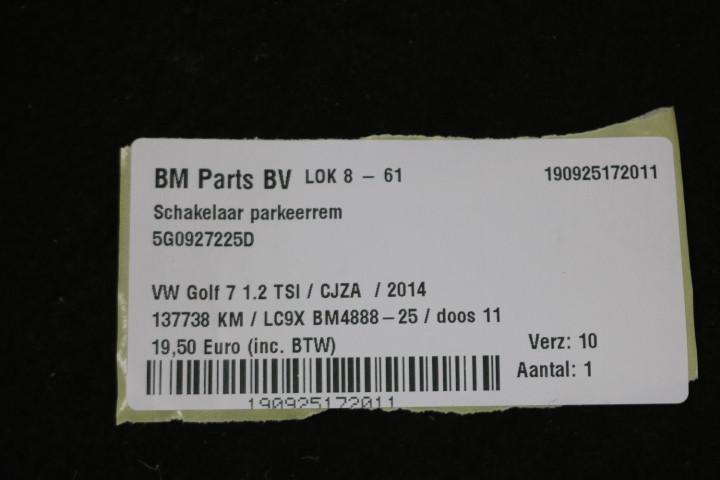 BM Parts BV LOK 8 – 61 190925172011
Schakelaar parkeerrem
5G0927225D
VW Golf 7 1.2 TSI / CJZA / 2014
137738 KM / LC9X BM4888–25 / doos 11
19,50 Euro (inc. BTW) Verz: 10
Aantal: 1
190925172011